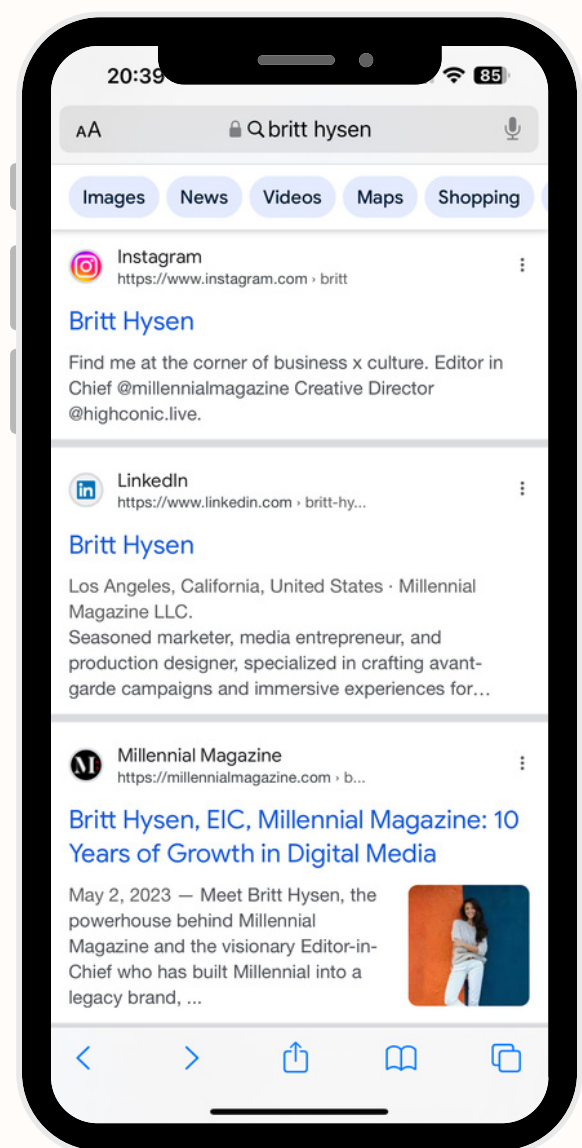 20:39
85
AA
britt hysen
Images News Videos Maps Shopping
Instagram
https://www.instagram.com › britt
Britt Hysen
Find me at the corner of business x culture. Editor in
Chief @millennialmagazine Creative Director
@highconic.live.
in
LinkedIn
https://www.linkedin.com › britt-hy...
Britt Hysen
Los Angeles, California, United States · Millennial
Magazine LLC.
Seasoned marketer, media entrepreneur, and
production designer, specialized in crafting avant-
garde campaigns and immersive experiences for...
M
Millennial Magazine
https://millennialmagazine.com › b...
Britt Hysen, EIC, Millennial Magazine: 10
Years of Growth in Digital Media
May 2, 2023 — Meet Britt Hysen, the
powerhouse behind Millennial
Magazine and the visionary Editor-in-
Chief who has built Millennial into a
legacy brand, ...